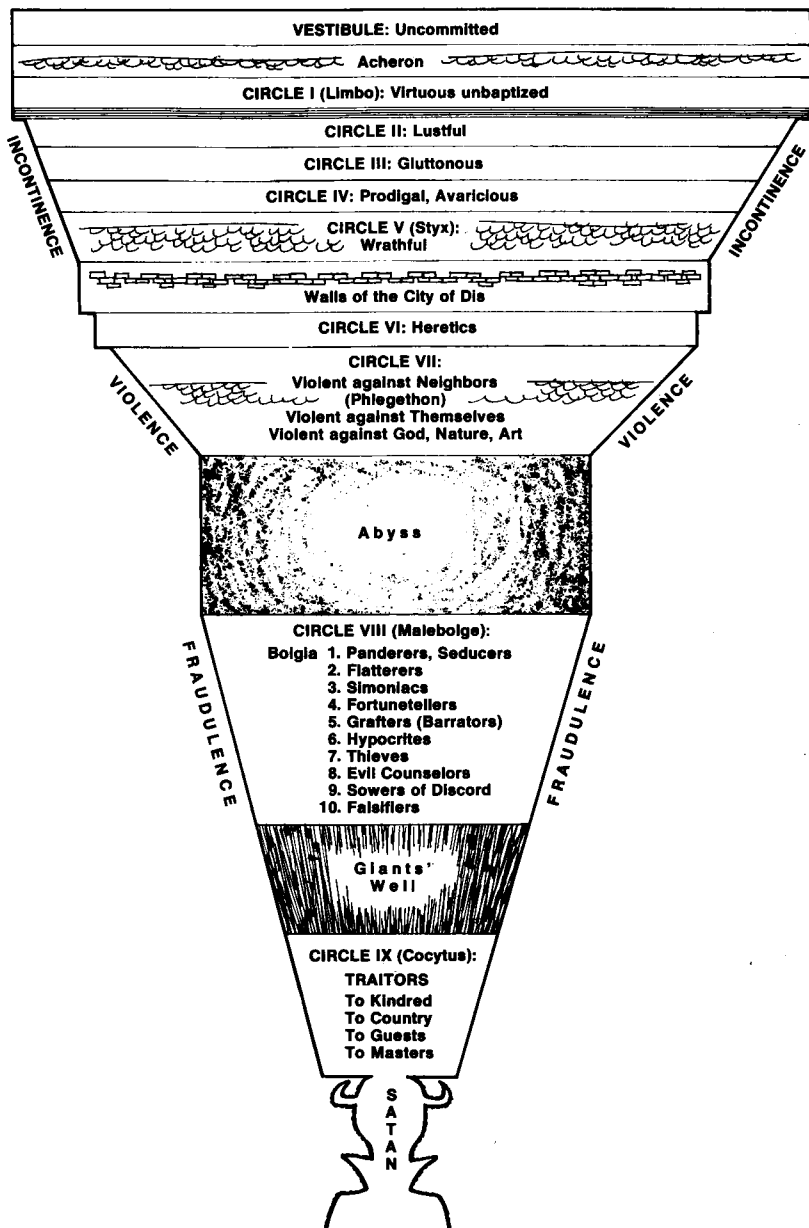 VESTIBULE: Uncommitted
Acheron
CIRCLE I (Limbo): Virtuous unbaptized
INCONTINENCE
INCONTINENCE
CIRCLE II: Lustful
CIRCLE III: Gluttonous
CIRCLE IV: Prodigal, Avaricious
CIRCLE V (Styx):
Wrathful
Walls of the City of Dis
CIRCLE VI: Heretics
VIOLENCE
VIOLENCE
CIRCLE VII:
Violent against Neighbors
(Phlegethon)
Violent against Themselves
Violent against God, Nature, Art
Abyss
FRAUDULENCE
FRAUDULENCE
CIRCLE VIII (Malebolge):
Bolgia 1. Panderers, Seducers
2. Flatterers
3. Simoniacs
4. Fortunetellers
5. Grafters (Barrators)
6. Hypocrites
7. Thieves
8. Evil Counselors
9. Sowers of Discord
10. Falsifiers
Giants'
Well
CIRCLE IX (Cocytus):
TRAITORS
To Kindred
To Country
To Guests
To Masters
SATAN